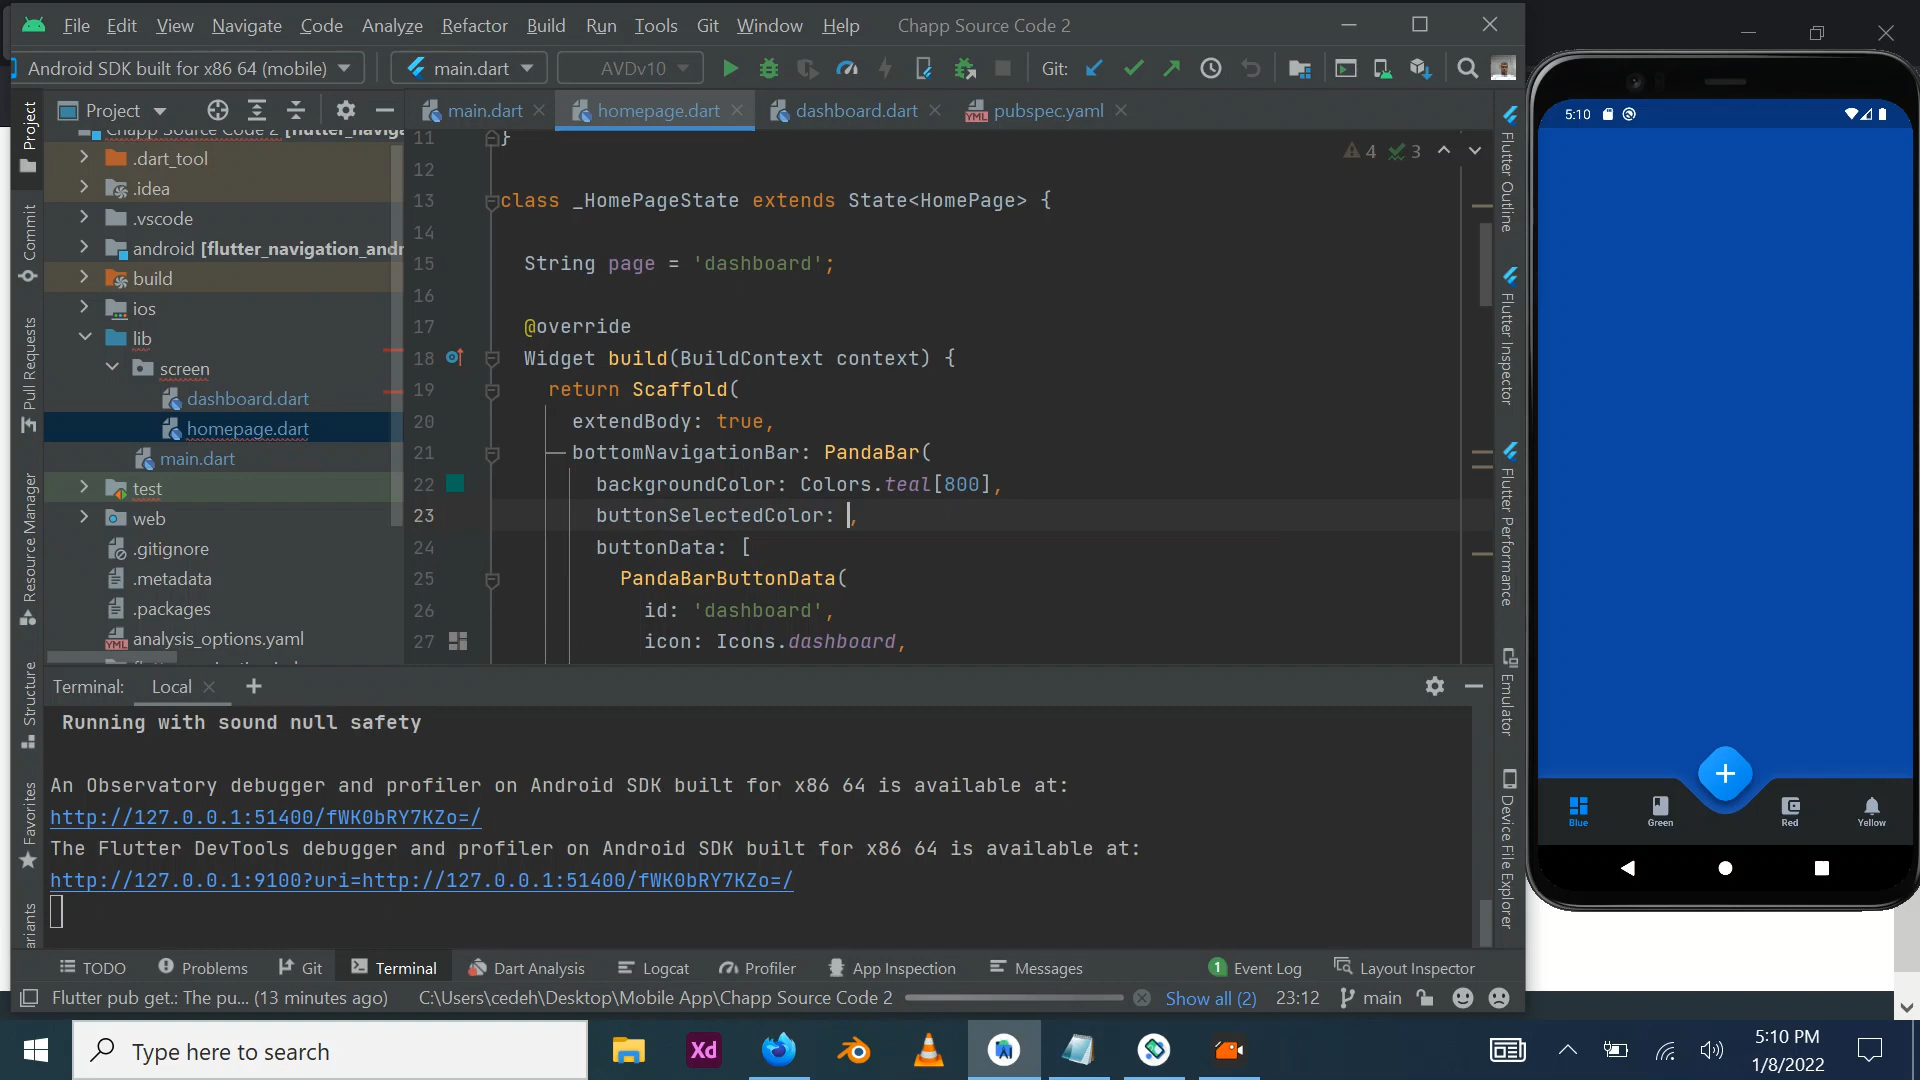 File Edit View Navigate Code Analyze Refactor Build Run Tools Git Window Help Chapp Source Code 2
Android SDK built for x86 64 (mobile) main.dart AVDv10 Git:
Project main.dart homepage.dart dashboard.dart pubspec.yaml
Chapp Source Code 2 [flutter_naviga
.dart_tool
.idea
.vscode
android [flutter_navigation_andr
build
ios
lib
screen
dashboard.dart
homepage.dart
main.dart
test
web
.gitignore
.metadata
.packages
analysis_options.yaml
4 3
11 }
12
13 class _HomePageState extends State<HomePage> {
14
15 String page = 'dashboard';
16
17 @override
18 Widget build(BuildContext context) {
19 return Scaffold(
20 extendBody: true,
21 bottomNavigationBar: PandaBar(
22 backgroundColor: Colors.teal[800],
23 buttonSelectedColor: ,
24 buttonData: [
25 PandaBarButtonData(
26 id: 'dashboard',
27 icon: Icons.dashboard,
Project
Commit
Pull Requests
Resource Manager
Structure
Favorites
ariants
Flutter Outline
Flutter Inspector
Flutter Performance
Emulator
Device File Explorer
Terminal: Local
Running with sound null safety
An Observatory debugger and profiler on Android SDK built for x86 64 is available at:
http://127.0.0.1:51400/fWK0bRY7KZo=/
The Flutter DevTools debugger and profiler on Android SDK built for x86 64 is available at:
http://127.0.0.1:9100?uri=http://127.0.0.1:51400/fWK0bRY7KZo=/
TODO Problems Git Terminal Dart Analysis Logcat Profiler App Inspection Messages 1 Event Log Layout Inspector
Flutter pub get.: The pu... (13 minutes ago) C:\Users\cedeh\Desktop\Mobile App\Chapp Source Code 2 Show all (2) 23:12 main
5:10
Blue Green Red Yellow
Type here to search
Xd
5:10 PM
1/8/2022